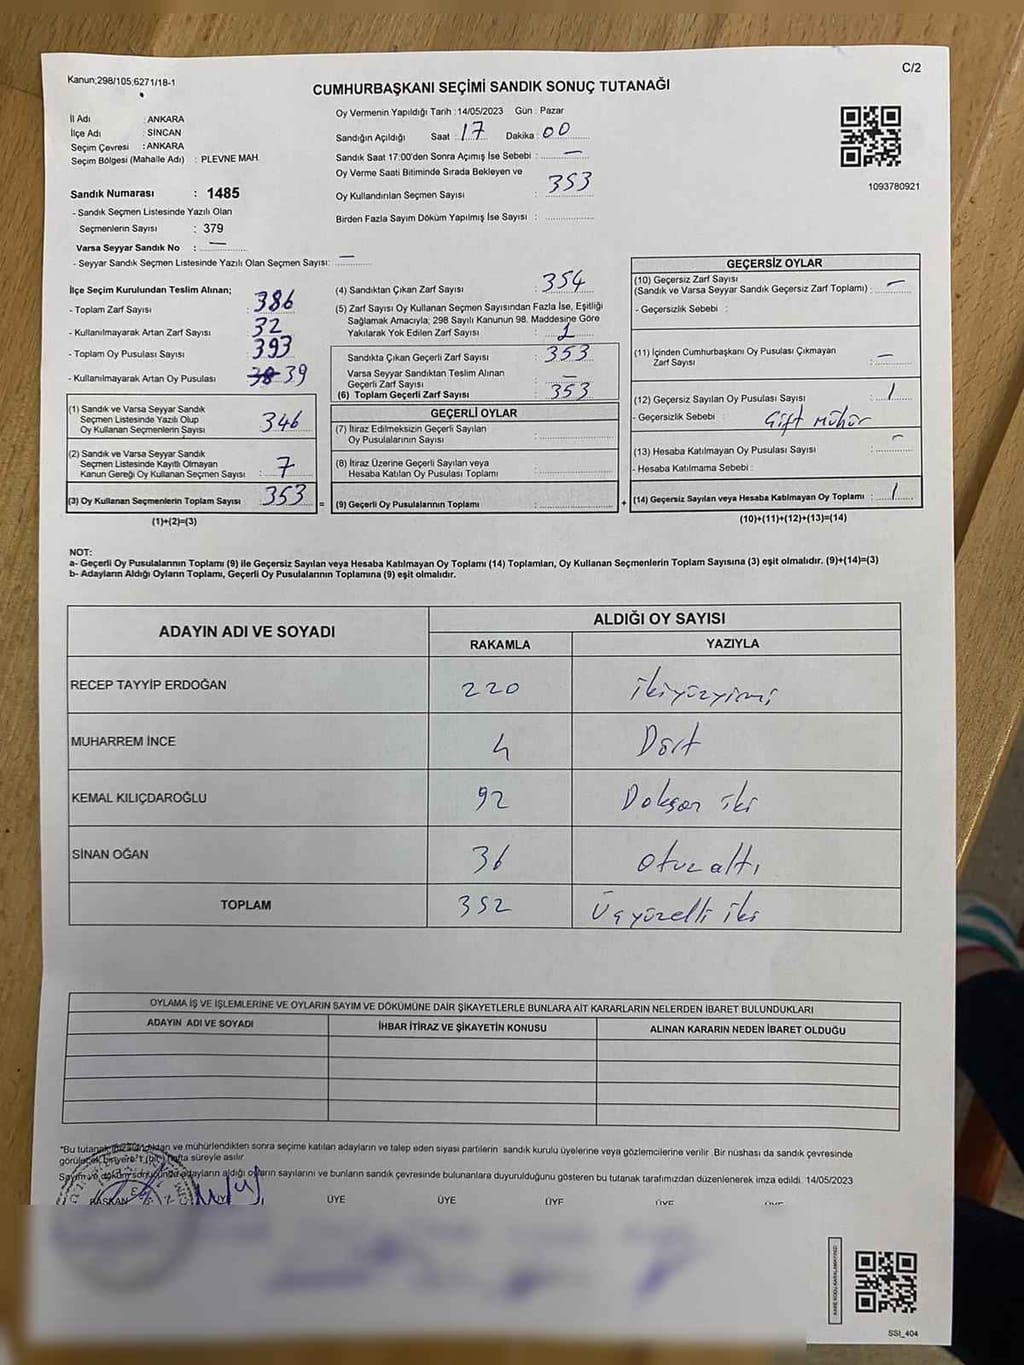 Kanun;298/105;6271/18-1
C/2
CUMHURBAŞKANI SEÇİMİ SANDIK SONUÇ TUTANAĞI
İl Adı : ANKARA
İlçe Adı : SİNCAN
Seçim Çevresi : ANKARA
Seçim Bölgesi (Mahalle Adı) : PLEVNE MAH.
Sandık Numarası : 1485
- Sandık Seçmen Listesinde Yazılı Olan
Seçmenlerin Sayısı : 379
Varsa Seyyar Sandık No : —
- Seyyar Sandık Seçmen Listesinde Yazılı Olan Seçmen Sayısı: —
Oy Vermenin Yapıldığı Tarih : 14/05/2023 Gün : Pazar
Sandığın Açıldığı Saat : 17 Dakika : 00
Sandık Saat 17:00'den Sonra Açımış İse Sebebi : —
Oy Verme Saati Bitiminde Sırada Bekleyen ve
Oy Kullandırılan Seçmen Sayısı : 353
Birden Fazla Sayım Döküm Yapılmış İse Sayısı :
1093780921
İlçe Seçim Kurulundan Teslim Alınan;
- Toplam Zarf Sayısı : 386
- Kullanılmayarak Artan Zarf Sayısı : 32
- Toplam Oy Pusulası Sayısı : 393
- Kullanılmayarak Artan Oy Pusulası : 38 39
(1) Sandık ve Varsa Seyyar Sandık
Seçmen Listesinde Yazılı Olup
Oy Kullanan Seçmenlerin Sayısı 346
(2) Sandık ve Varsa Seyyar Sandık
Seçmen Listesinde Kayıtlı Olmayan
Kanun Gereği Oy Kullanan Seçmen Sayısı : 7
(3) Oy Kullanan Seçmenlerin Toplam Sayısı 353 =
(1)+(2)=(3)
(4) Sandıktan Çıkan Zarf Sayısı : 354
(5) Zarf Sayısı Oy Kullanan Seçmen Sayısından Fazla İse, Eşitliği
Sağlamak Amacıyla; 298 Sayılı Kanunun 98. Maddesine Göre
Yakılarak Yok Edilen Zarf Sayısı : 1
Sandıkta Çıkan Geçerli Zarf Sayısı : 353
Varsa Seyyar Sandıktan Teslim Alınan
Geçerli Zarf Sayısı : —
(6) Toplam Geçerli Zarf Sayısı : 353
GEÇERLİ OYLAR
(7) İtiraz Edilmeksizin Geçerli Sayılan
Oy Pusulalarının Sayısı :
(8) İtiraz Üzerine Geçerli Sayılan veya
Hesaba Katılan Oy Pusulası Toplamı :
(9) Geçerli Oy Pusulalarının Toplamı : +
GEÇERSİZ OYLAR
(10) Geçersiz Zarf Sayısı
(Sandık ve Varsa Seyyar Sandık Geçersiz Zarf Toplamı) : —
- Geçersizlik Sebebi :
(11) İçinden Cumhurbaşkanı Oy Pusulası Çıkmayan
Zarf Sayısı : —
(12) Geçersiz Sayılan Oy Pusulası Sayısı : 1
- Geçersizlik Sebebi : Çift Mühür
(13) Hesaba Katılmayan Oy Pusulası Sayısı : —
- Hesaba Katılmama Sebebi :
(14) Geçersiz Sayılan veya Hesaba Katılmayan Oy Toplamı : 1
(10)+(11)+(12)+(13)=(14)
NOT:
a- Geçerli Oy Pusulalarının Toplamı (9) ile Geçersiz Sayılan veya Hesaba Katılmayan Oy Toplamı (14) Toplamları, Oy Kullanan Seçmenlerin Toplam Sayısına (3) eşit olmalıdır. (9)+(14)=(3)
b- Adayların Aldığı Oyların Toplamı, Geçerli Oy Pusulalarının Toplamına (9) eşit olmalıdır.
ADAYIN ADI VE SOYADI ALDIĞI OY SAYISI
RAKAMLA YAZIYLA
RECEP TAYYİP ERDOĞAN 220 ikiyüzyirmi
MUHARREM İNCE 4 Dört
KEMAL KILIÇDAROĞLU 92 Doksan iki
SİNAN OĞAN 36 otuz altı
TOPLAM 352 Üçyüzelli iki
OYLAMA İŞ VE İŞLEMLERİNE VE OYLARIN SAYIM VE DÖKÜMÜNE DAİR ŞİKAYETLERLE BUNLARA AİT KARARLARIN NELERDEN İBARET BULUNDUKLARI
ADAYIN ADI VE SOYADI İHBAR İTİRAZ VE ŞİKAYETİN KONUSU ALINAN KARARIN NEDEN İBARET OLDUĞU
*Bu tutanak ve mühürlendikten sonra seçime katılan adayların ve talep eden siyasi partilerin sandık kurulu üyelerine veya gözlemcilerine verilir .Bir nüshası da sandık çevresinde
görülecek bir yere 1 (bir) hafta süreyle asılır.
Sayım ve döküm sonucunda adayların aldığı oyların sayılarını ve bunların sandık çevresinde bulunanlara duyurulduğunu gösteren bu tutanak tarafımızdan düzenlenerek imza edildi. 14/05/2023
BAŞKAN ÜYE ÜYE ÜYE ÜYE ÜYE
SSI_404